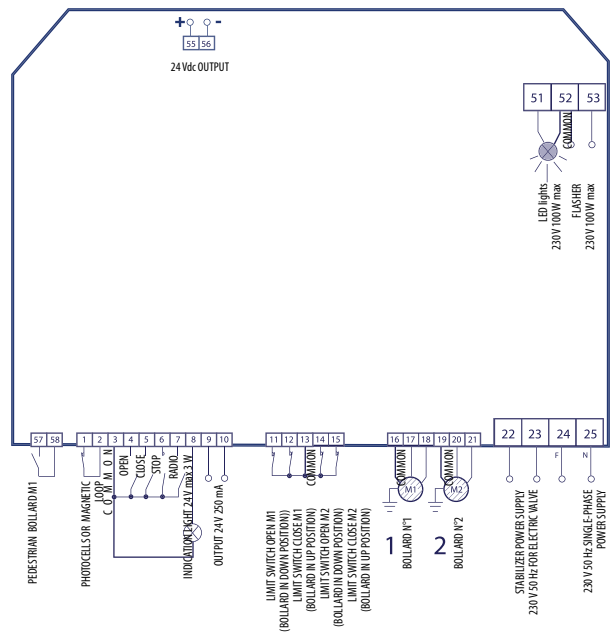 + -
55 56
24 Vdc OUTPUT
51 52 53
COMMON
LED lights
230 V 100 W max
FLASHER
230 V 100 W max
57 58
1 2 3 4 5 6 7 8 9 10
11 12 13 14 15
16 17 18 19 20 21
22 23 24 25
F N
PEDESTRIAN BOLLARD M1
PHOTOCELLS OR MAGNETIC
LOOP
COMMON
OPEN
CLOSE
STOP
RADIO
INDICATION LIGHT 24V max 3 W
OUTPUT 24 V 250 mA
COMMON
LIMIT SWITCH OPEN M1
(BOLLARD IN DOWN POSITION))
LIMIT SWITCH CLOSE M1
(BOLLARD IN UP POSITION)
LIMIT SWITCH OPEN M2
(BOLLARD IN DOWN POSITION)
LIMIT SWITCH CLOSE M2
(BOLLARD IN UP POSITION)
COMMON
M1
1
BOLLARD N°1
COMMON
M2
2
BOLLARD N°2
STABILIZER POWER SUPPLY
230 V 50 Hz FOR ELECTRIC VALVE
230 V 50 Hz SINGLE-PHASE
POWER SUPPLY